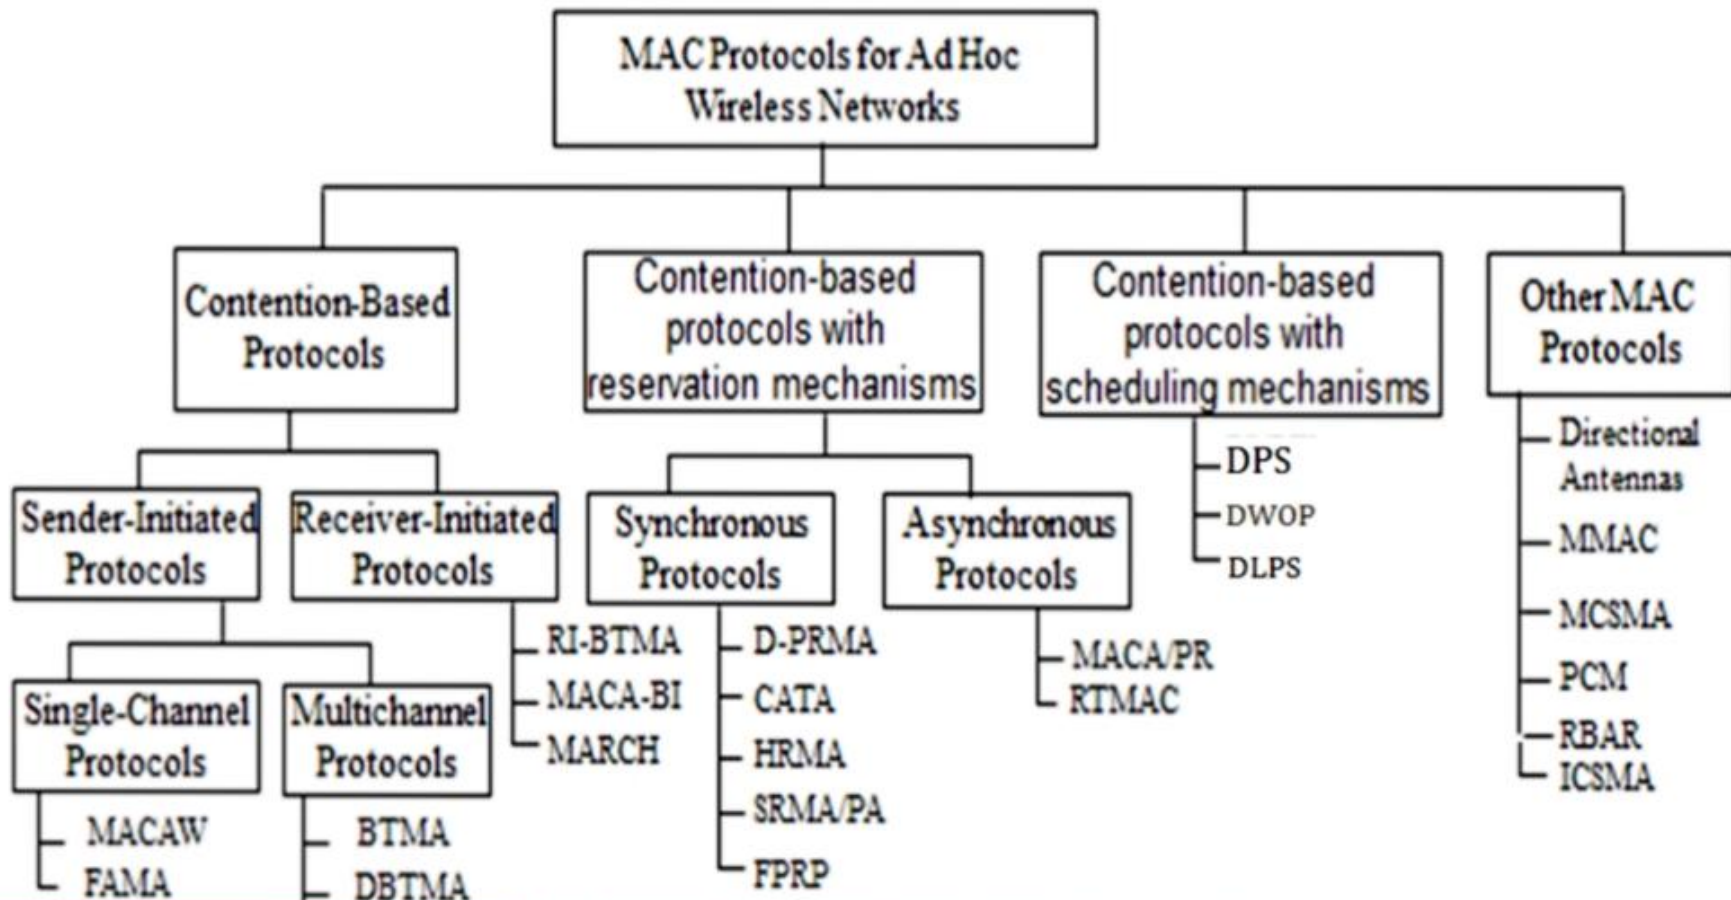 MAC Protocols for Ad Hoc
Wireless Networks
Contention-Based
Protocols
Contention-based
protocols with
reservation mechanisms
Contention-based
protocols with
scheduling mechanisms
Other MAC
Protocols
Sender-Initiated
Protocols
Receiver-Initiated
Protocols
Synchronous
Protocols
Asynchronous
Protocols
DPS
DWOP
DLPS
Directional
Antennas
MMAC
MCSMA
PCM
RBAR
ICSMA
Single-Channel
Protocols
Multichannel
Protocols
RI-BTMA
MACA-BI
MARCH
D-PRMA
CATA
HRMA
SRMA/PA
FPRP
MACA/PR
RTMAC
MACAW
FAMA
BTMA
DBTMA